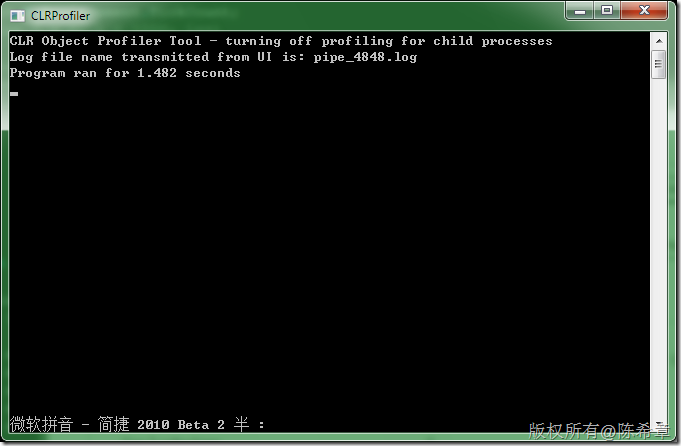 CLRProfiler
CLR Object Profiler Tool - turning off profiling for child processes
Log file name transmitted from UI is: pipe_4848.log
Program ran for 1.482 seconds
微软拼音 - 简捷 2010 Beta 2 半 :
版权所有@陈希章